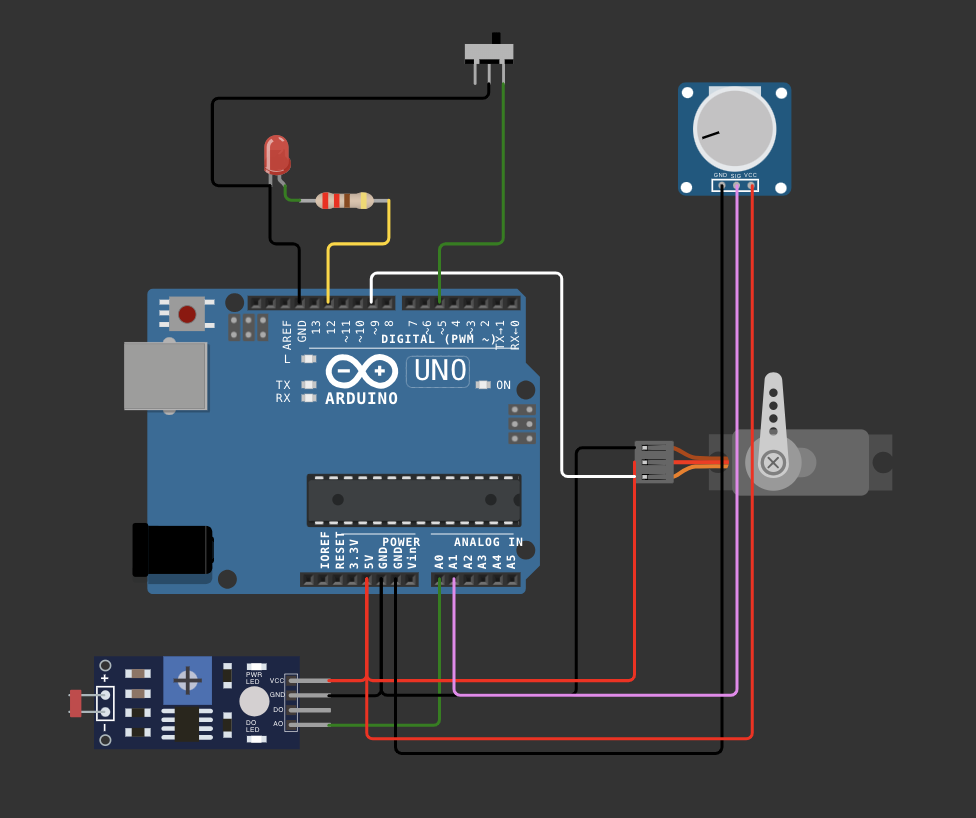 GND SIG VCC
AREF
GND
13
12
~11
~10
~9
8
7
~6
~5
4
~3
2
TX→1
RX←0
DIGITAL (PWM ~)
L
TX
RX
UNO
ON
ARDUINO
POWER
ANALOG IN
IOREF
RESET
3.3V
5V
GND
GND
Vin
A0
A1
A2
A3
A4
A5
+
PWR
LED
VCC
GND
DO
AO
DO
LED